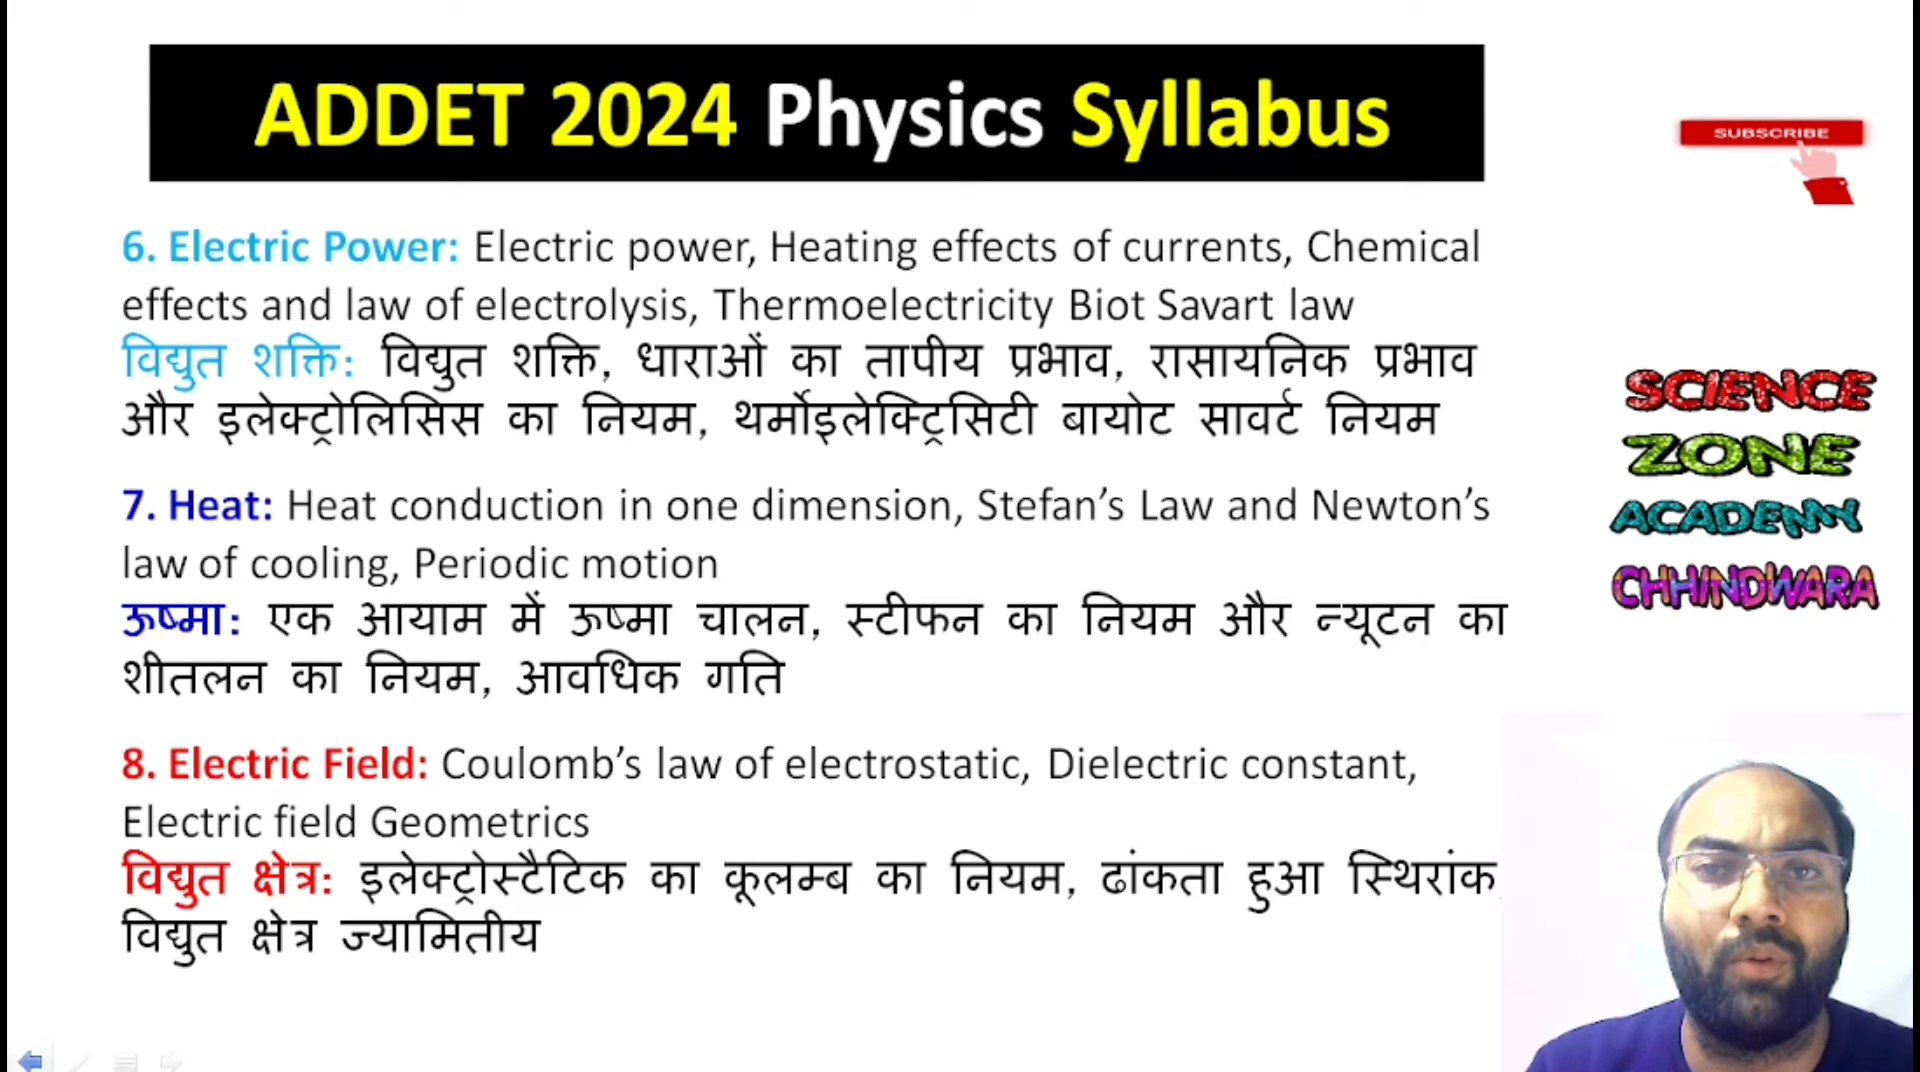 ADDET 2024 Physics Syllabus
SUBSCRIBE
6. Electric Power: Electric power, Heating effects of currents, Chemical
effects and law of electrolysis, Thermoelectricity Biot Savart law
विद्युत शक्ति: विद्युत शक्ति, धाराओं का तापीय प्रभाव, रासायनिक प्रभाव
और इलेक्ट्रोलिसिस का नियम, थर्मोइलेक्ट्रिसिटी बायोट सावर्ट नियम
7. Heat: Heat conduction in one dimension, Stefan’s Law and Newton’s
law of cooling, Periodic motion
ऊष्मा: एक आयाम में ऊष्मा चालन, स्टीफन का नियम और न्यूटन का
शीतलन का नियम, आवधिक गति
8. Electric Field: Coulomb’s law of electrostatic, Dielectric constant,
Electric field Geometrics
विद्युत क्षेत्र: इलेक्ट्रोस्टैटिक का कूलम्ब का नियम, ढांकता हुआ स्थिरांक,
विद्युत क्षेत्र ज्यामितीय
SCIENCE
ZONE
ACADEMY
CHHINDWARA